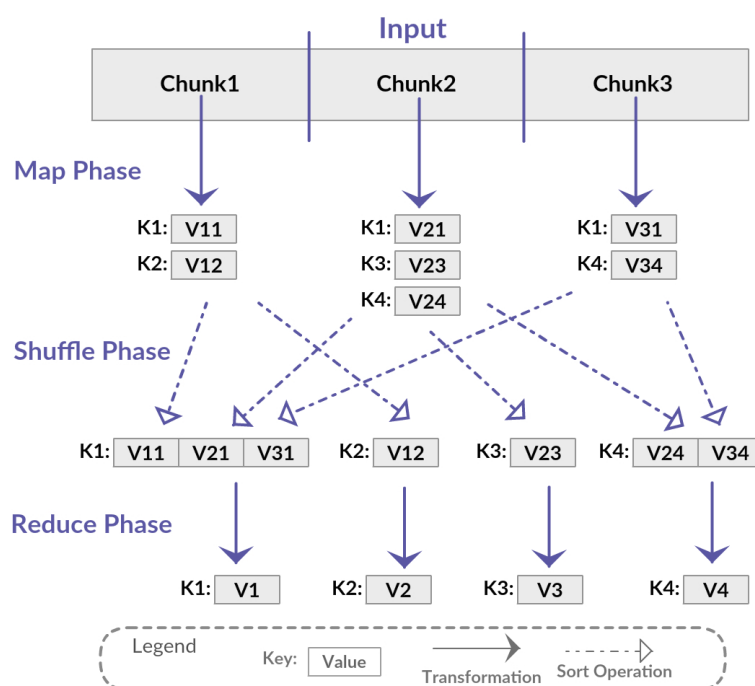 Input
Chunk1 Chunk2 Chunk3
Map Phase
K1: V11 K1: V21 K1: V31
K2: V12 K3: V23 K4: V34
K4: V24
Shuffle Phase
K1: V11 V21 V31 K2: V12 K3: V23 K4: V24 V34
Reduce Phase
K1: V1 K2: V2 K3: V3 K4: V4
Legend
Key: Value Transformation Sort Operation